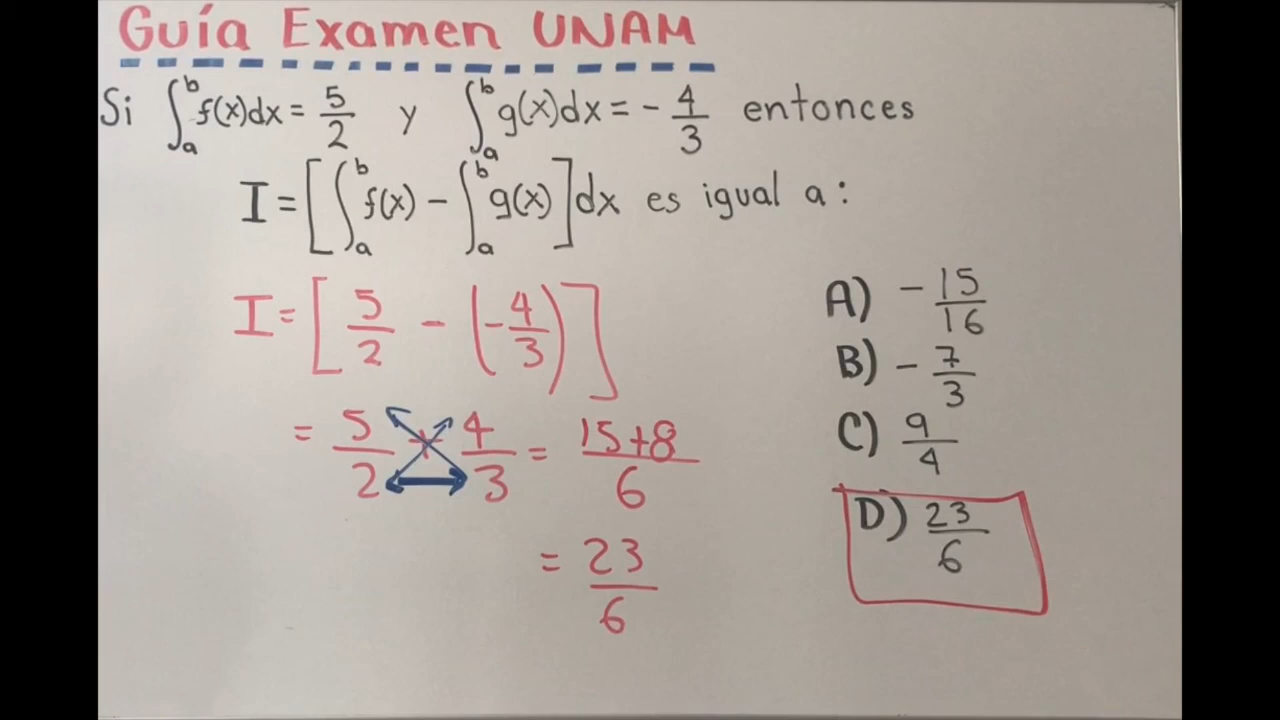 Guía Examen UNAM
Si ∫ₐᵇ f(x)dx = 5/2 y ∫ₐᵇ g(x)dx = - 4/3 entonces
I = [∫ₐᵇ f(x) - ∫ₐᵇ g(x)]dx es igual a:
I = [5/2 - (-4/3)]
= 5/2 + 4/3 = 15+8/6
= 23/6
A) - 15/16
B) - 7/3
C) 9/4
D) 23/6